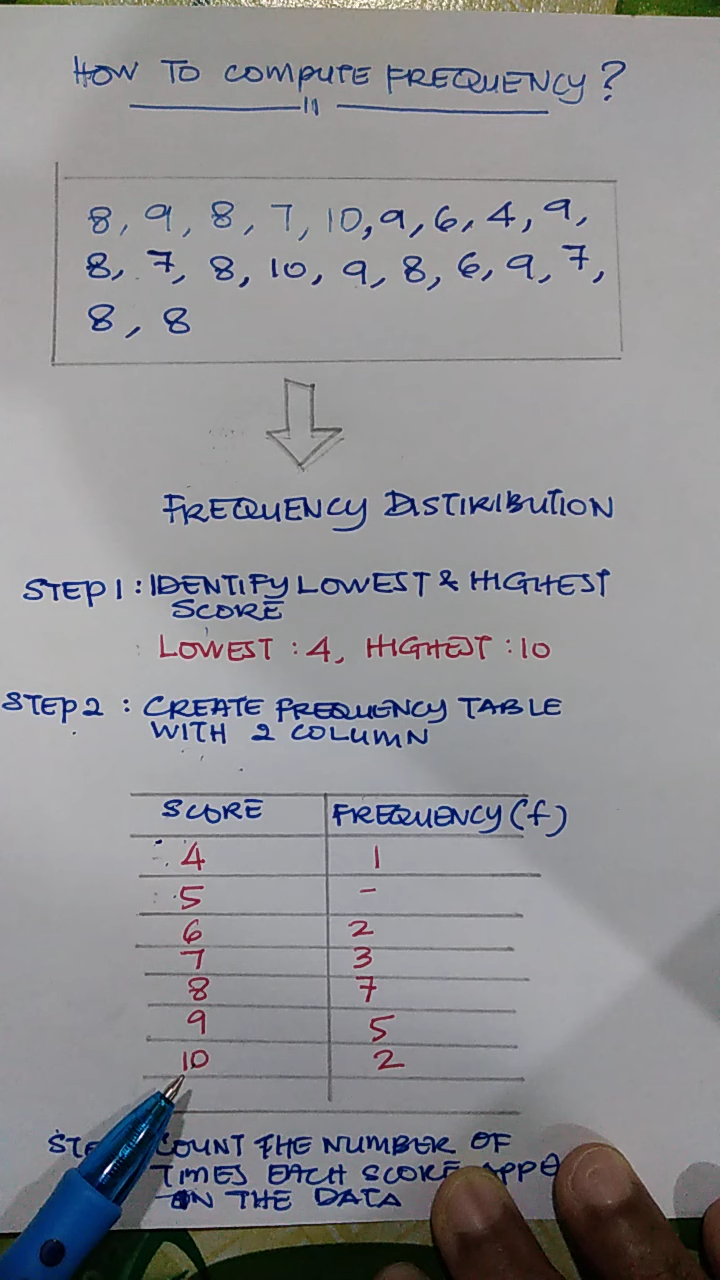 HOW TO COMPUTE FREQUENCY?
8, 9, 8, 7, 10, 9, 6, 4, 9,
8, 7, 8, 10, 9, 8, 6, 9, 7,
8, 8
FREQUENCY DISTIRIBUTION
STEP 1 : IDENTIFY LOWEST & HIGHEST
SCORE
LOWEST : 4, HIGHEST : 10
STEP 2 : CREATE FREQUENCY TABLE
WITH 2 COLUMN
SCORE FREQUENCY (f)
4 1
5 -
6 2
7 3
8 7
9 5
10 2
COUNT THE NUMBER OF
TIMES EACH SCORE
ON THE DATA